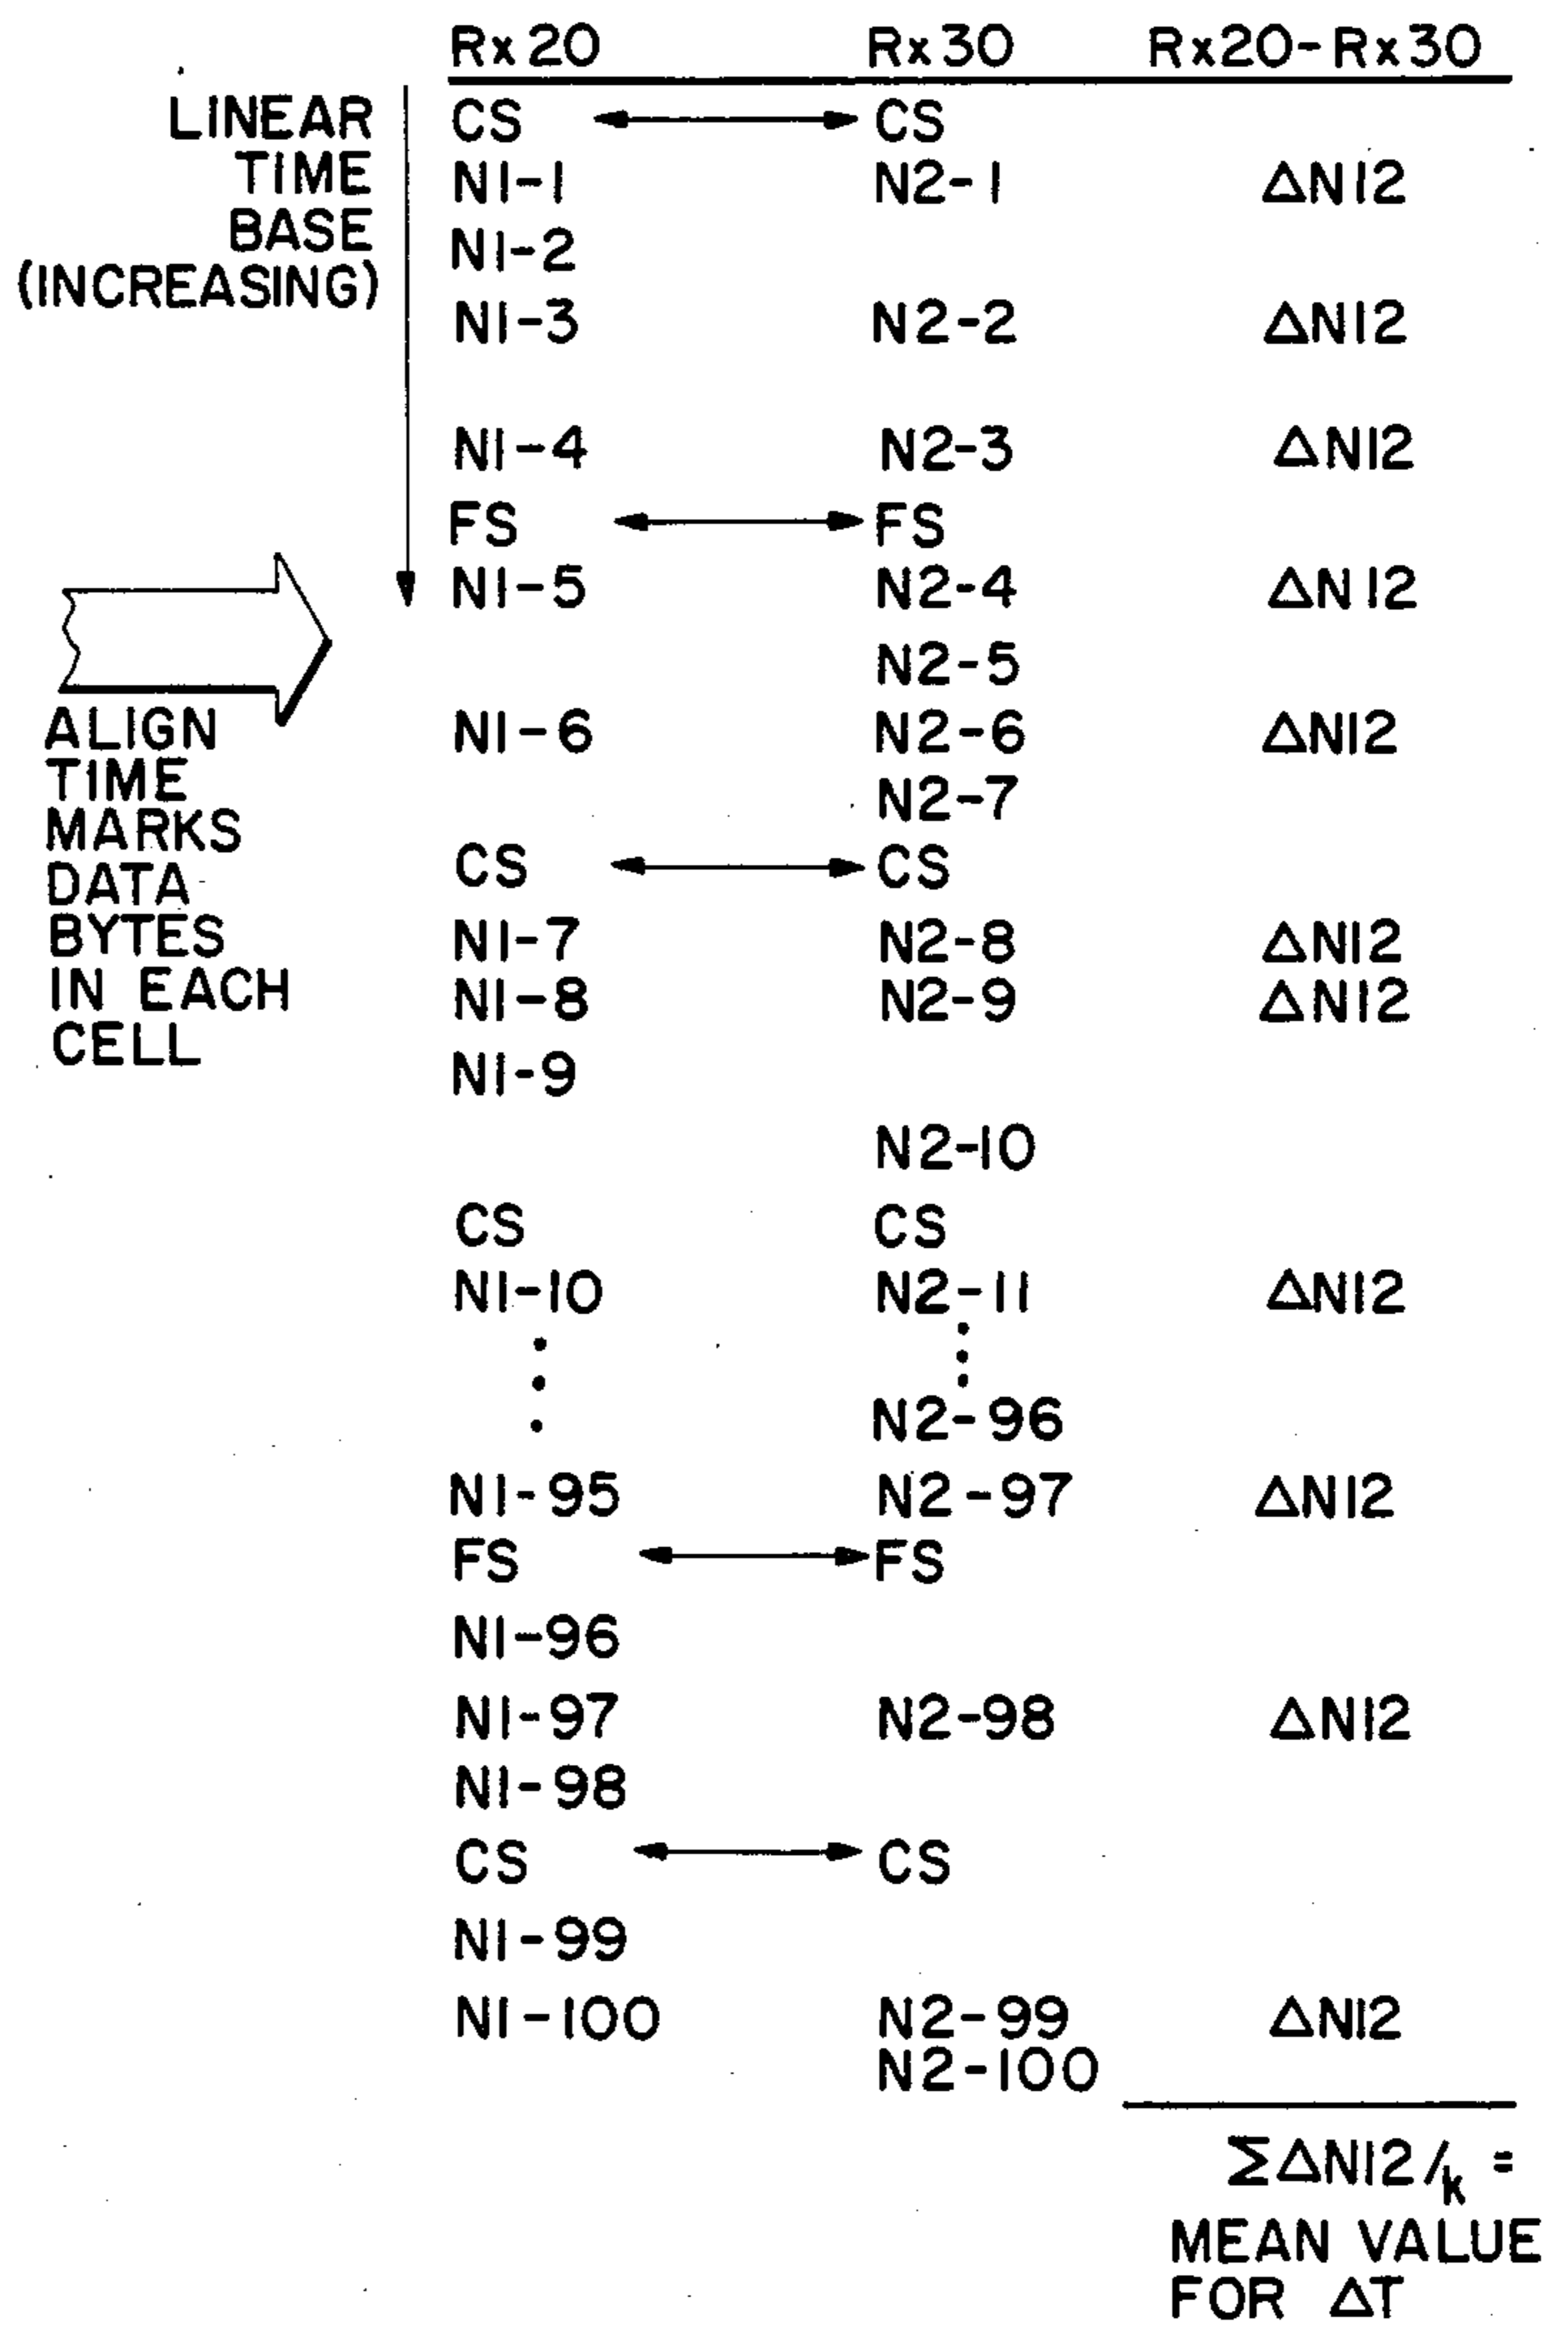 Rx20 Rx30 Rx20-Rx30
LINEAR
TIME
BASE
(INCREASING)
CS CS
N1-1 N2-1 ΔN12
N1-2
N1-3 N2-2 ΔN12
N1-4 N2-3 ΔN12
FS FS
N1-5 N2-4 ΔN12
N2-5
N1-6 N2-6 ΔN12
N2-7
CS CS
N1-7 N2-8 ΔN12
N1-8 N2-9 ΔN12
N1-9
N2-10
CS CS
N1-10 N2-11 ΔN12
N2-96
N1-95 N2-97 ΔN12
FS FS
N1-96
N1-97 N2-98 ΔN12
N1-98
CS CS
N1-99
N1-100 N2-99 ΔN12
N2-100
ALIGN
TIME
MARKS
DATA
BYTES
IN EACH
CELL
ΣΔN12/k =
MEAN VALUE
FOR ΔT